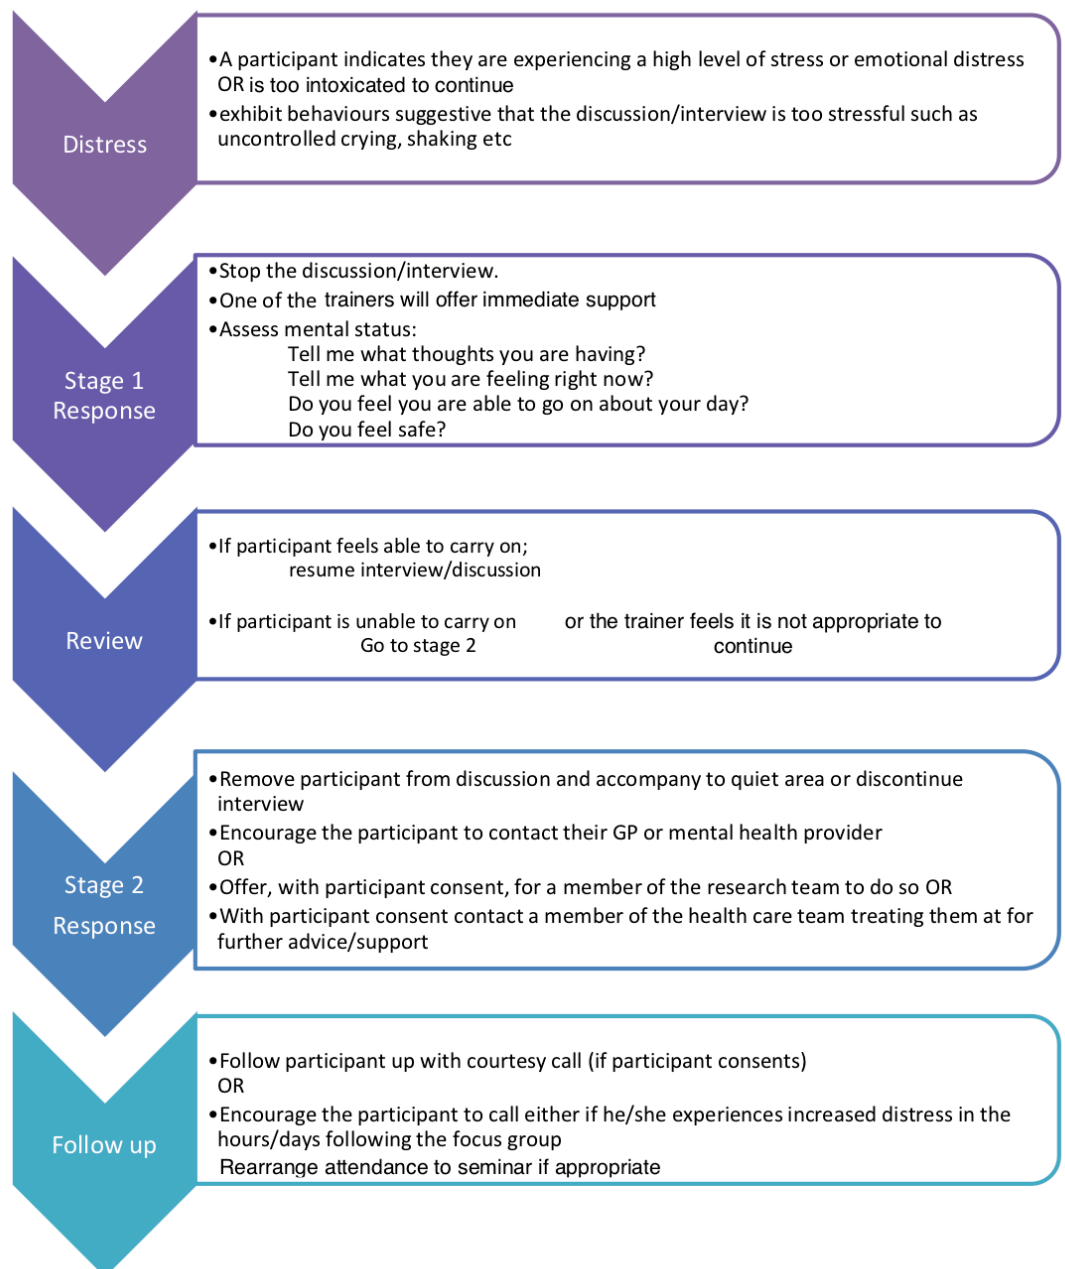 Distress
•A participant indicates they are experiencing a high level of stress or emotional distress
OR is too intoxicated to continue
•exhibit behaviours suggestive that the discussion/interview is too stressful such as
uncontrolled crying, shaking etc
Stage 1
Response
•Stop the discussion/interview.
•One of the trainers will offer immediate support
•Assess mental status:
Tell me what thoughts you are having?
Tell me what you are feeling right now?
Do you feel you are able to go on about your day?
Do you feel safe?
Review
•If participant feels able to carry on;
resume interview/discussion
•If participant is unable to carry on or the trainer feels it is not appropriate to
Go to stage 2 continue
Stage 2
Response
•Remove participant from discussion and accompany to quiet area or discontinue
interview
•Encourage the participant to contact their GP or mental health provider
OR
•Offer, with participant consent, for a member of the research team to do so OR
•With participant consent contact a member of the health care team treating them at for
further advice/support
Follow up
•Follow participant up with courtesy call (if participant consents)
OR
•Encourage the participant to call either if he/she experiences increased distress in the
hours/days following the focus group
Rearrange attendance to seminar if appropriate